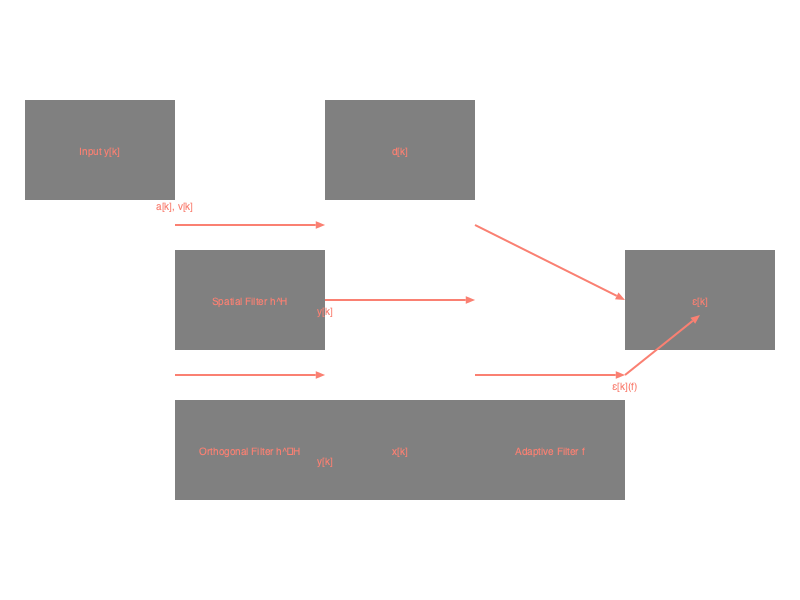 Input y[k]
d[k]
a[k], v[k]
Spatial Filter h^H
y[k]
ε[k]
ε[k](f)
Orthogonal Filter h^□H
y[k]
x[k]
Adaptive Filter f